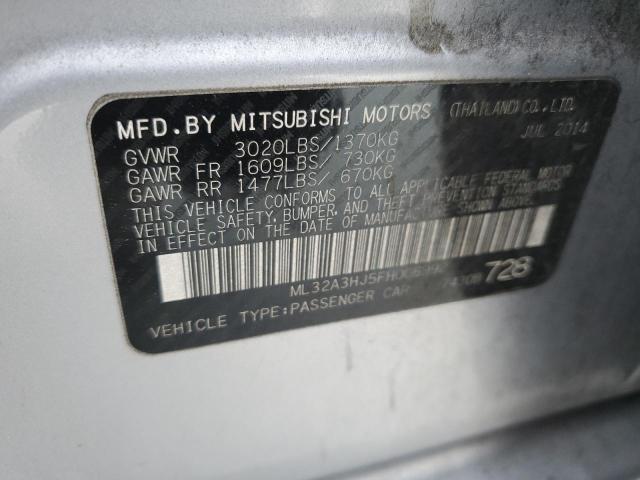 MFD.BY MITSUBISHI MOTORS (THAILAND)CO.,LTD.
JUL 2014
GVWR 3020LBS/1370KG
GAWR FR 1609LBS/ 730KG
GAWR RR 1477LBS/ 670KG
THIS VEHICLE CONFORMS TO ALL APPLICABLE FEDERAL MOTOR
VEHICLE SAFETY, BUMPER, AND THEFT PREVENTION STANDARDS
IN EFFECT ON THE DATE OF MANUFACTURE SHOWN ABOVE.
728
VEHICLE TYPE:PASSENGER CAR